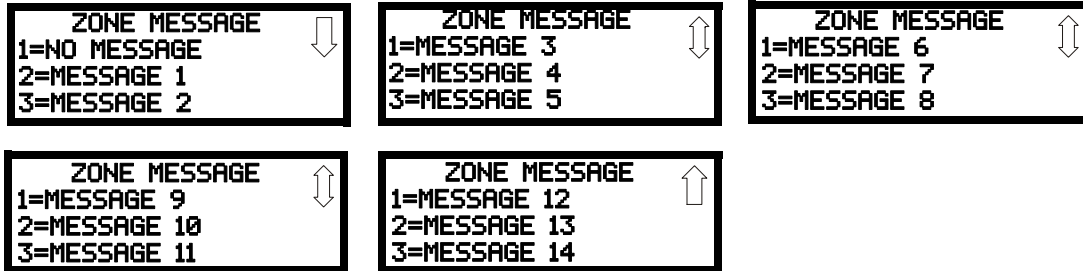 ZONE MESSAGE
1=NO MESSAGE
2=MESSAGE 1
3=MESSAGE 2
ZONE MESSAGE
1=MESSAGE 3
2=MESSAGE 4
3=MESSAGE 5
ZONE MESSAGE
1=MESSAGE 6
2=MESSAGE 7
3=MESSAGE 8
ZONE MESSAGE
1=MESSAGE 9
2=MESSAGE 10
3=MESSAGE 11
ZONE MESSAGE
1=MESSAGE 12
2=MESSAGE 13
3=MESSAGE 14